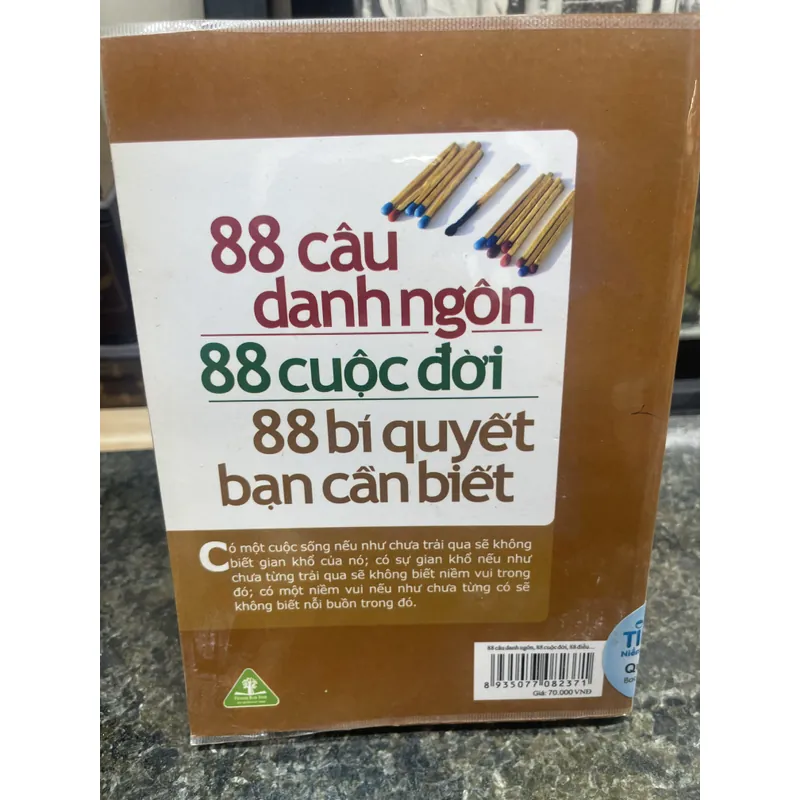 88 câu
danh ngôn
88 cuộc đời
88 bí quyết
bạn cần biết
Có một cuộc sống nếu như chưa trải qua sẽ không
biết gian khổ của nó; có sự gian khổ nếu như
chưa từng trải qua sẽ không biết niềm vui trong
đó; có một niềm vui nếu như chưa từng có sẽ
không biết nỗi buồn trong đó.
88 câu danh ngôn, 88 cuộc đời, 88 điều...
8 935077 082371
Giá: 70.000 VNĐ